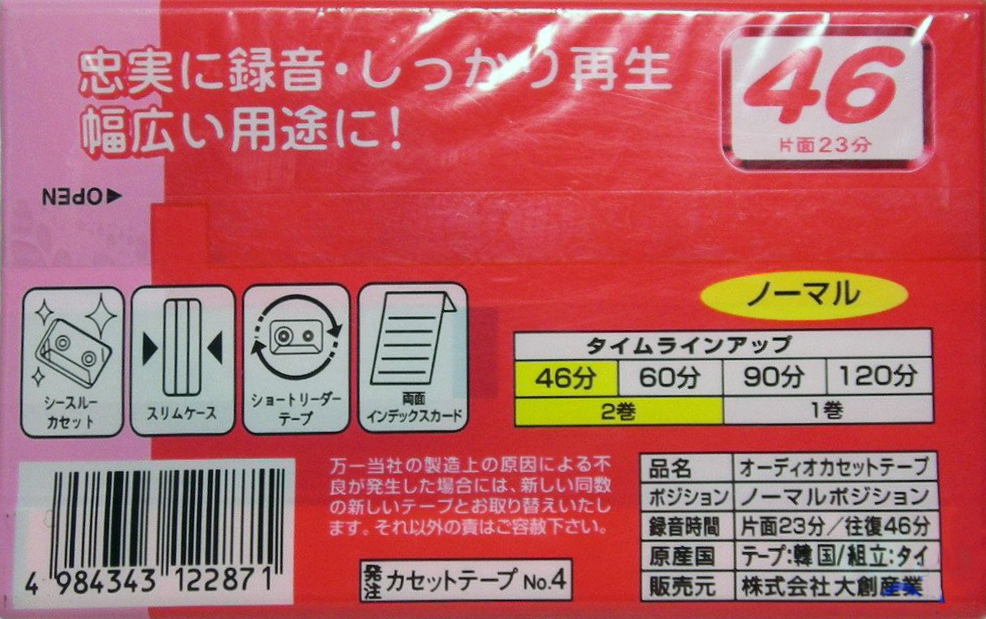 忠実に録音・しっかり再生
幅広い用途に!
46
片面23分
◀OPEN
シースルー
カセット
スリムケース
ショートリーダー
テープ
両面
インデックスカード
ノーマル
タイムラインアップ
46分 60分 90分 120分
2巻 1巻
万一当社の製造上の原因による不
良が発生した場合には、新しい同数
の新しいテープとお取り替えいたし
ます。それ以外の責はご容赦下さい。
発注 カセットテープ No.4
4 984343 122871
品名 オーディオカセットテープ
ポジション ノーマルポジション
録音時間 片面23分/往復46分
原産国 テープ:韓国/組立:タイ
販売元 株式会社大創産業